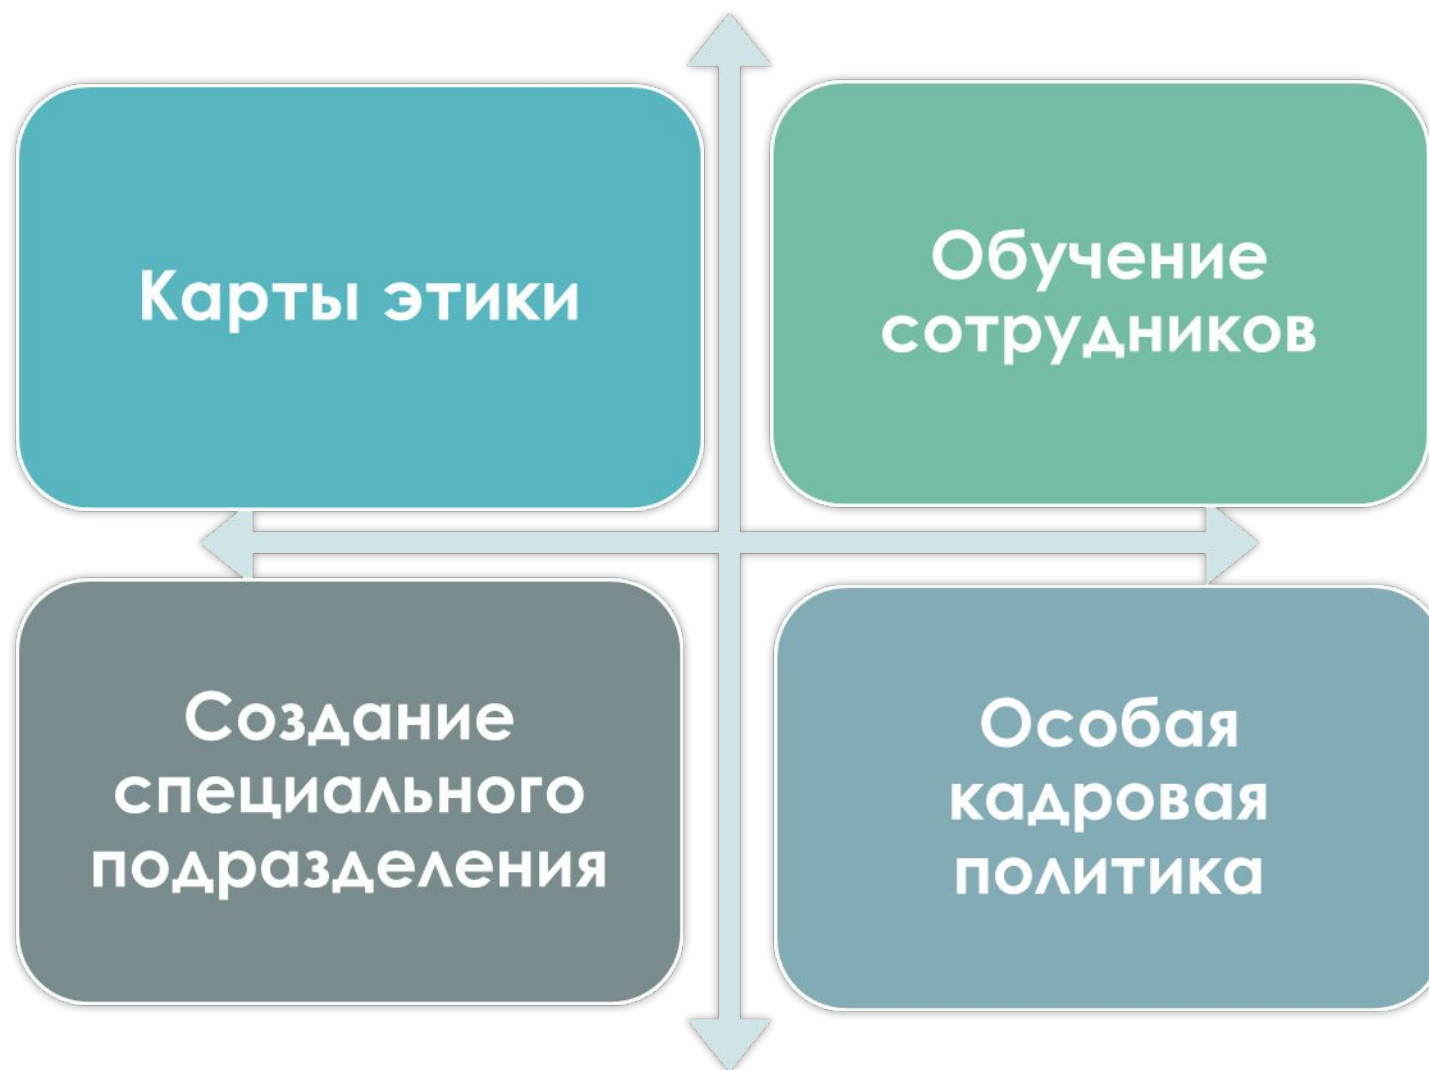 Карты этики
Обучение
сотрудников
Создание
специального
подразделения
Особая
кадровая
политика